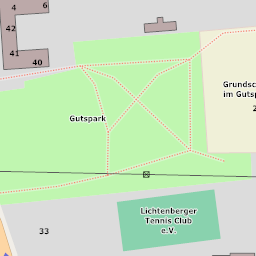 4 6
42
41
40
Grundsc
im Gutsp
2
Gutspark
Lichtenberger
Tennis Club
e.V.
33